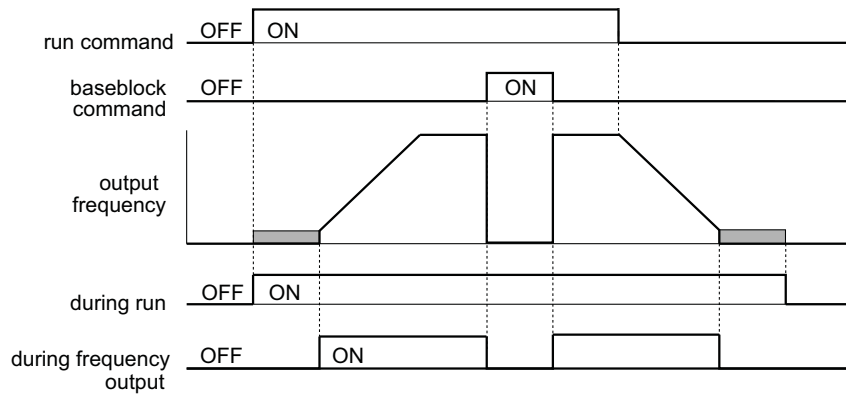 run command
OFF
ON
baseblock
command
OFF
ON
output
frequency
during run
OFF
ON
during frequency
output
OFF
ON